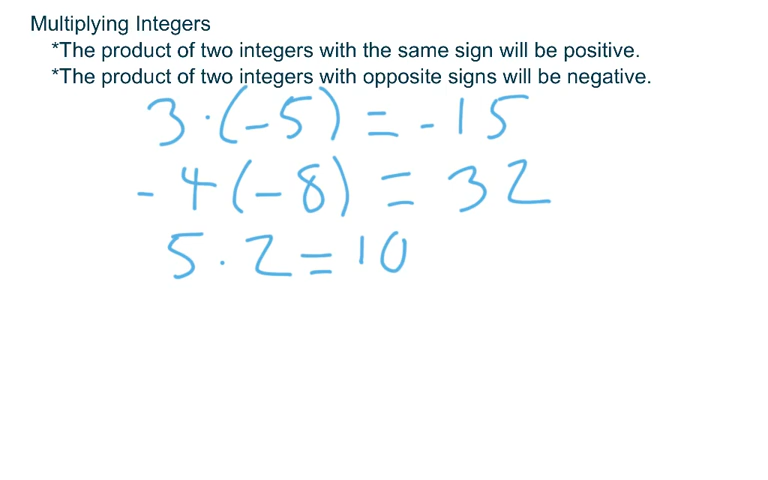 Multiplying Integers
*The product of two integers with the same sign will be positive.
*The product of two integers with opposite signs will be negative.
3·(-5) = -15
-4(-8) = 32
5·2=10